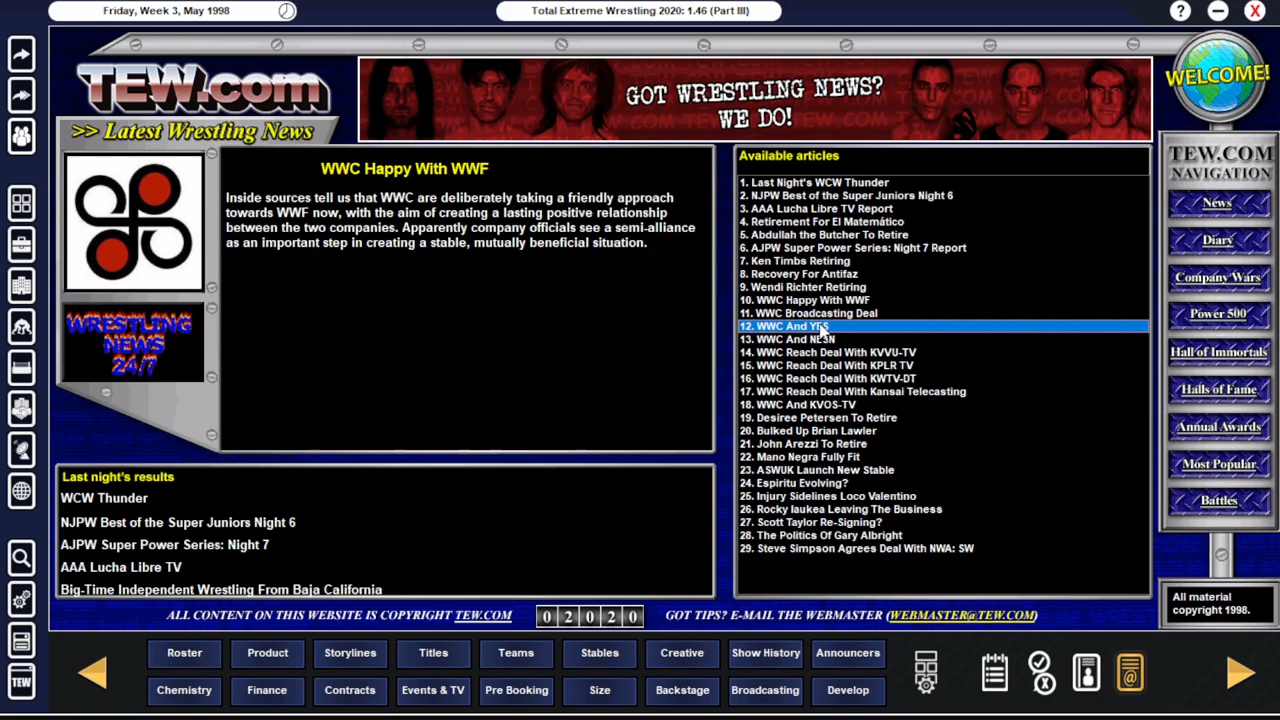 Friday, Week 3, May 1998
Total Extreme Wrestling 2020: 1.46 (Part III)
?
X
TEW.com
>> Latest Wrestling News
GOT WRESTLING NEWS?
WE DO!
WELCOME!
WWC Happy With WWF
Inside sources tell us that WWC are deliberately taking a friendly approach
towards WWF now, with the aim of creating a lasting positive relationship
between the two companies. Apparently company officials see a semi-alliance
as an important step in creating a stable, mutually beneficial situation.
WRESTLING
NEWS
24/7
Available articles
1. Last Night's WCW Thunder
2. NJPW Best of the Super Juniors Night 6
3. AAA Lucha Libre TV Report
4. Retirement For El Matemático
5. Abdullah the Butcher To Retire
6. AJPW Super Power Series: Night 7 Report
7. Ken Timbs Retiring
8. Recovery For Antifaz
9. Wendi Richter Retiring
10. WWC Happy With WWF
11. WWC Broadcasting Deal
12. WWC And YES
13. WWC And NESN
14. WWC Reach Deal With KVVU-TV
15. WWC Reach Deal With KPLR TV
16. WWC Reach Deal With KWTV-DT
17. WWC Reach Deal With Kansai Telecasting
18. WWC And KVOS-TV
19. Desiree Petersen To Retire
20. Bulked Up Brian Lawler
21. John Arezzi To Retire
22. Mano Negra Fully Fit
23. ASWUK Launch New Stable
24. Espiritu Evolving?
25. Injury Sidelines Loco Valentino
26. Rocky Iaukea Leaving The Business
27. Scott Taylor Re-Signing?
28. The Politics Of Gary Albright
29. Steve Simpson Agrees Deal With NWA: SW
TEW.COM
NAVIGATION
News
Diary
Company Wars
Power 500
Hall of Immortals
Halls of Fame
Annual Awards
Most Popular
Battles
All material
copyright 1998.
Last night's results
WCW Thunder
NJPW Best of the Super Juniors Night 6
AJPW Super Power Series: Night 7
AAA Lucha Libre TV
Big-Time Independent Wrestling From Baja California
ALL CONTENT ON THIS WEBSITE IS COPYRIGHT TEW.COM
02020
GOT TIPS? E-MAIL THE WEBMASTER (WEBMASTER@TEW.COM)
TEW
Roster Product Storylines Titles Teams Stables Creative Show History Announcers
Chemistry Finance Contracts Events & TV Pre Booking Size Backstage Broadcasting Develop